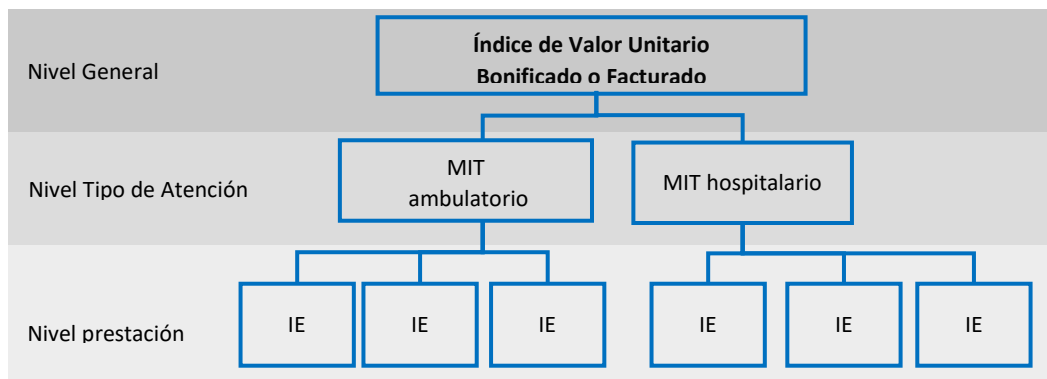 Índice de Valor Unitario
Bonificado o Facturado
Nivel General
MIT
ambulatorio
MIT hospitalario
Nivel Tipo de Atención
IE
IE
IE
IE
IE
IE
Nivel prestación